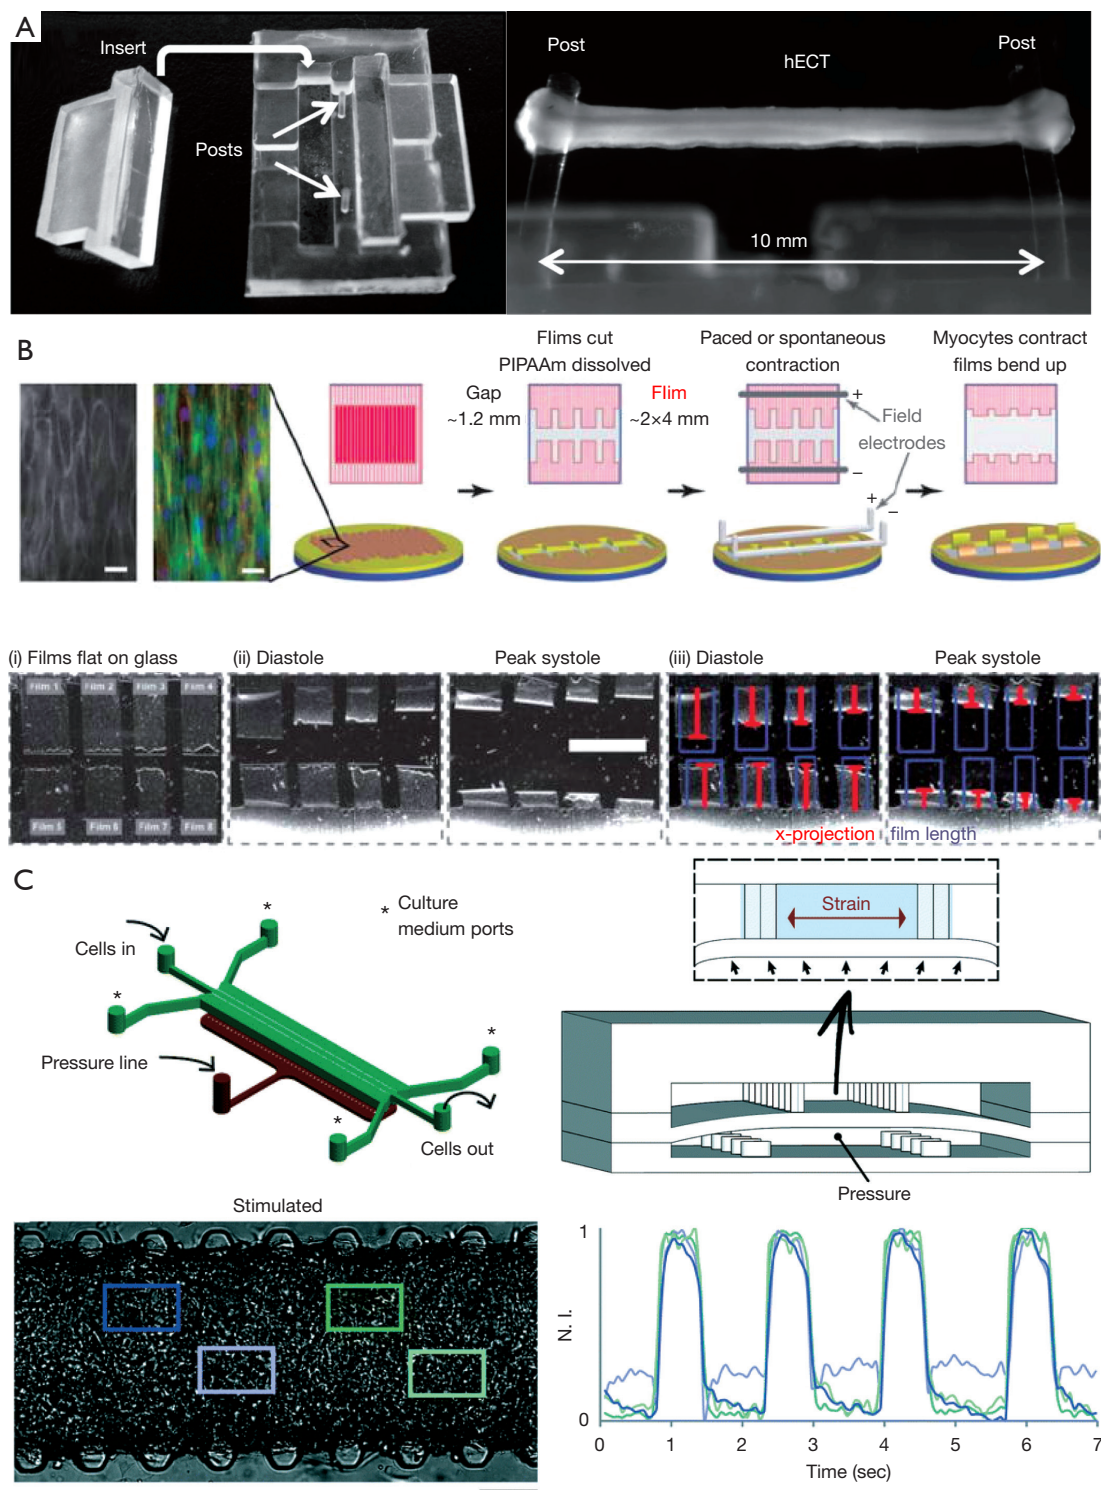 A
Insert
Posts
Post
hECT
Post
10 mm
B
Flims cut
PIPAAm dissolved
Paced or spontaneous
contraction
Myocytes contract
films bend up
Gap
~1.2 mm
Flim
~2×4 mm
+
–
Field
electrodes
+
–
(i) Films flat on glass
(ii) Diastole
Peak systole
(iii) Diastole
Peak systole
Film 1
Film 2
Film 3
Film 4
Film 5
Film 6
Film 7
Film 8
x-projection
film length
C
*
* Culture
medium ports
Cells in
*
Pressure line
*
*
Cells out
Strain
Pressure
Stimulated
1
N. I.
0
0 1 2 3 4 5 6 7
Time (sec)